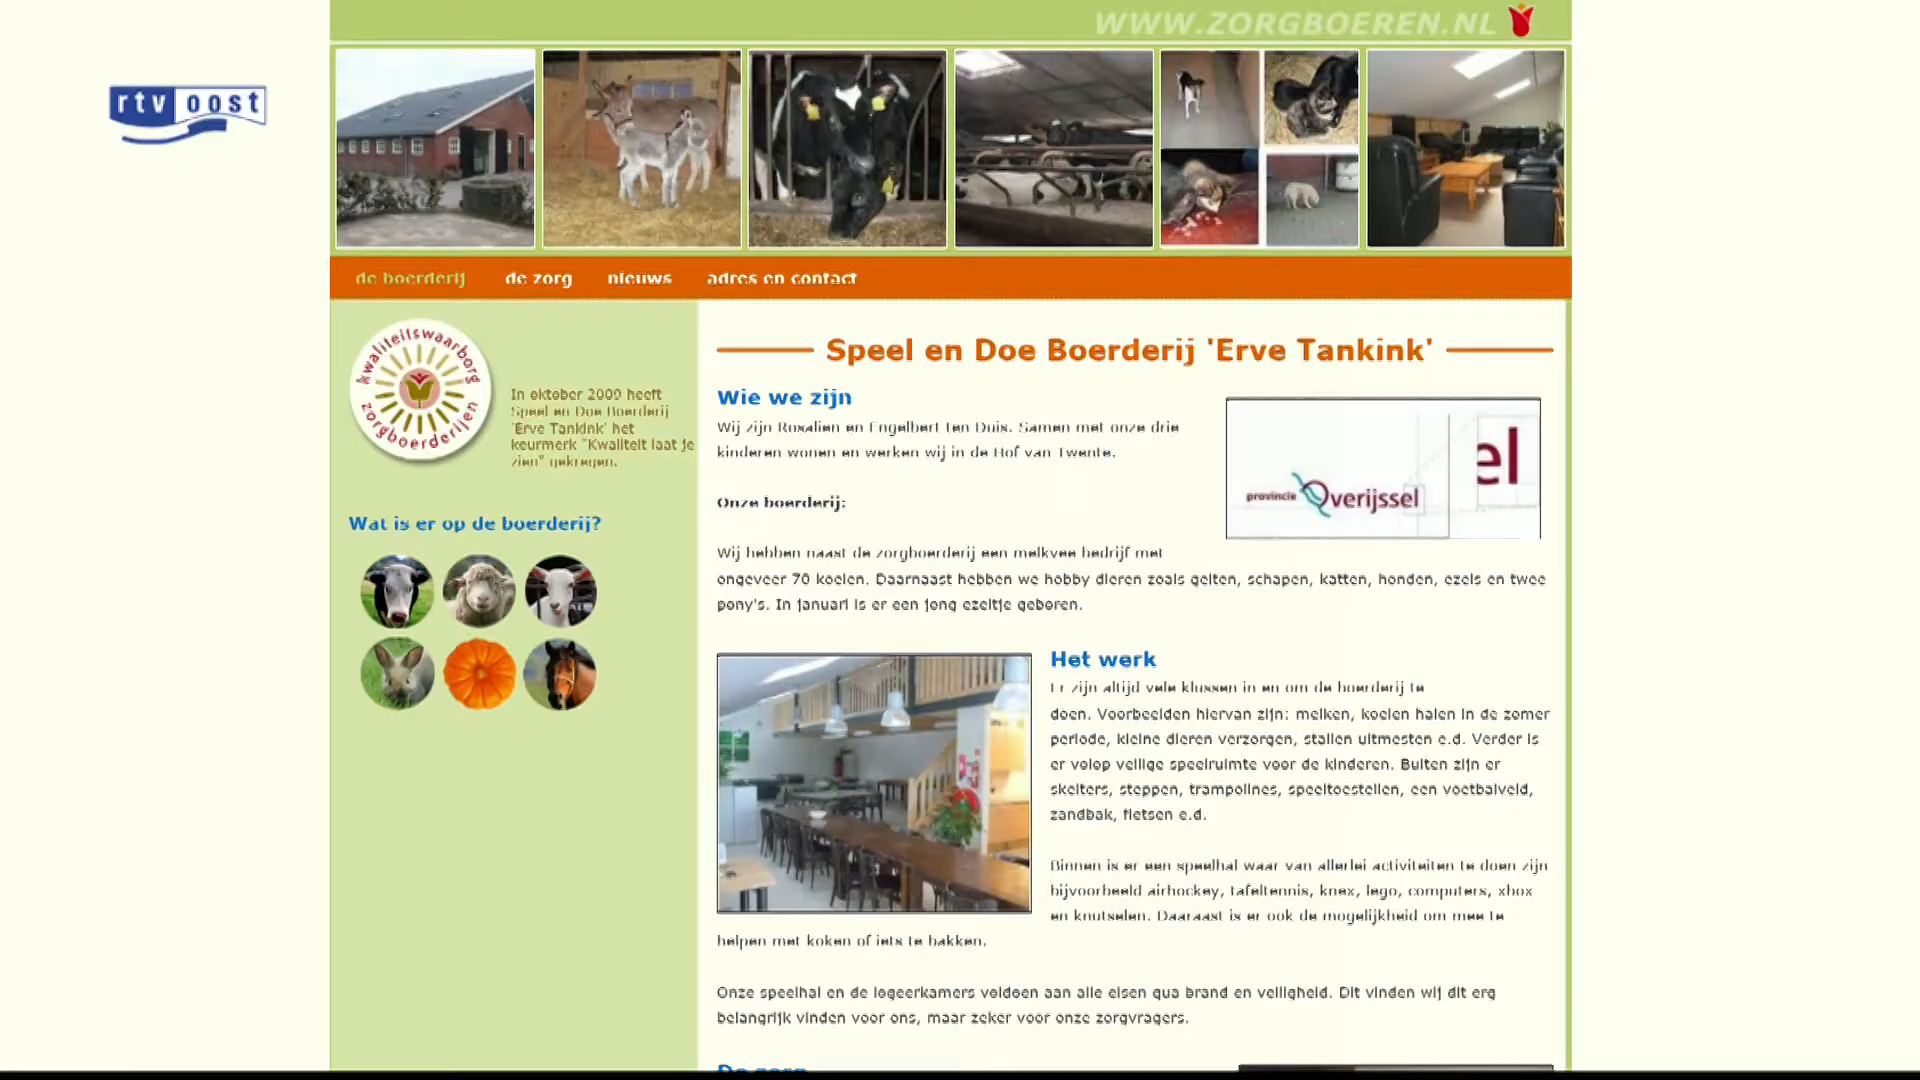 WWW.ZORGBOEREN.NL
rtv oost
de boerderij
de zorg
nieuws
adres en contact
kwaliteitswaarborg
zorgboerderijen
In oktober 2009 heeft
Speel en Doe Boerderij
'Erve Tankink' het
keurmerk "Kwaliteit laat je
zien" gekregen.
Wat is er op de boerderij?
Speel en Doe Boerderij 'Erve Tankink'
Wie we zijn
Wij zijn Rosalien en Engelbert ten Duis. Samen met onze drie
kinderen wonen en werken wij in de Hof van Twente.
provincie Overijssel
el
Onze boerderij:
Wij hebben naast de zorgboerderij een melkvee bedrijf met
ongeveer 70 koeien. Daarnaast hebben we hobby dieren zoals geiten, schapen, katten, honden, ezels en twee
pony's. In januari is er een jong ezeltje geboren.
Het werk
Er zijn altijd vele klussen in en om de boerderij te
doen. Voorbeelden hiervan zijn: melken, koeien halen in de zomer
periode, kleine dieren verzorgen, stallen uitmesten e.d. Verder is
er volop veilige speelruimte voor de kinderen. Buiten zijn er
skelters, steppen, trampolines, speeltoestellen, een voetbalveld,
zandbak, fietsen e.d.
Binnen is er een speelhal waar van allerlei activiteiten te doen zijn
bijvoorbeeld airhockey, tafeltennis, knex, lego, computers, xbox
en knutselen. Daaraast is er ook de mogelijkheid om mee te
helpen met koken of iets te bakken.
Onze speelhal en de logeerkamers voldoen aan alle eisen qua brand en veiligheid. Dit vinden wij dit erg
belangrijk vinden voor ons, maar zeker voor onze zorgvragers.
De zorg